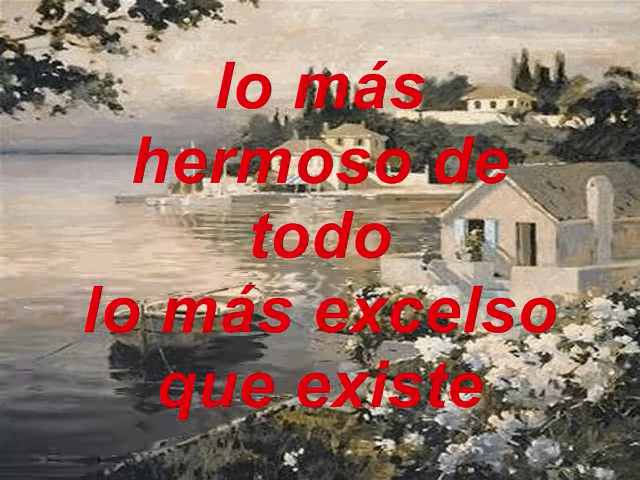 lo más
hermoso de
todo
lo más excelso
que existe